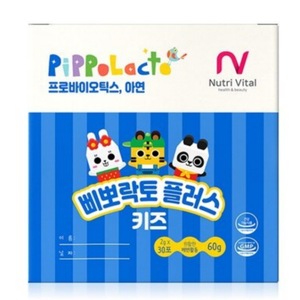 PiPPoLacto
프로바이오틱스, 아연
Nutri Vital
health & beauty
삐뽀락토 플러스
키즈
이 름 :
날 짜 :
2g X
30포
60g
GMP